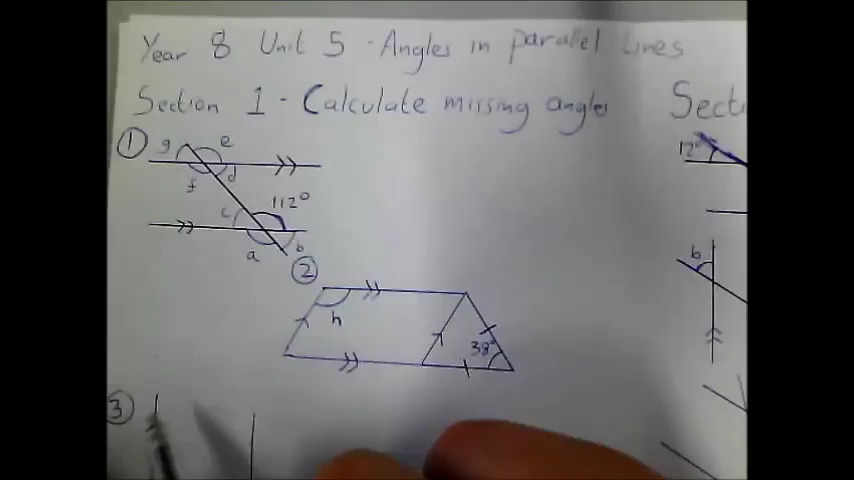 Year 8 Unit 5 - Angles in parallel lines
Section 1 - Calculate missing angles
Secti
1
g e
f d
c 112°
a b
2
h
38°
3
12°
b